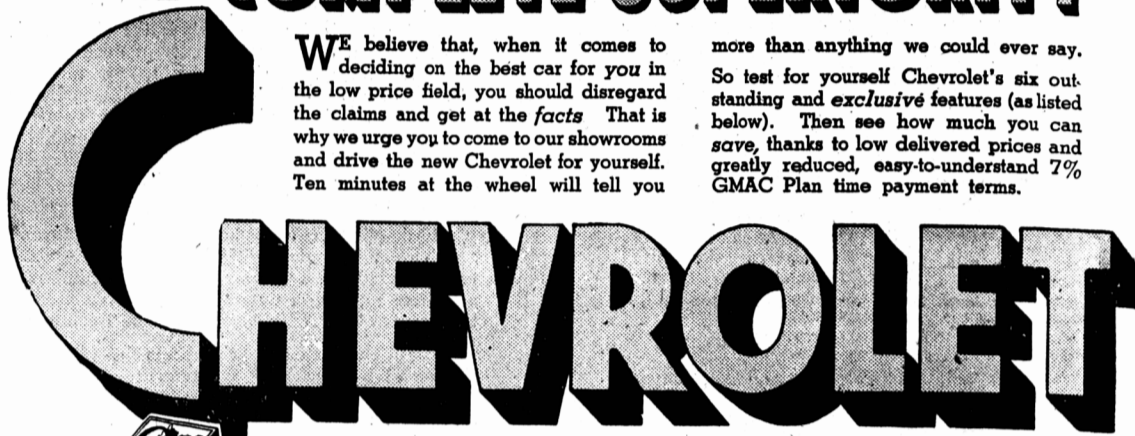 COMPLETE SUPERIORITY
WE believe that, when it comes to
deciding on the best car for you in
the low price field, you should disregard
the claims and get at the facts That is
why we urge you to come to our showrooms
and drive the new Chevrolet for yourself.
Ten minutes at the wheel will tell you
more than anything we could ever say.
So test for yourself Chevrolet's six out-
standing and exclusive features (as listed
below). Then see how much you can
save, thanks to low delivered prices and
greatly reduced, easy-to-understand 7%
GMAC Plan time payment terms.
CHEVROLET